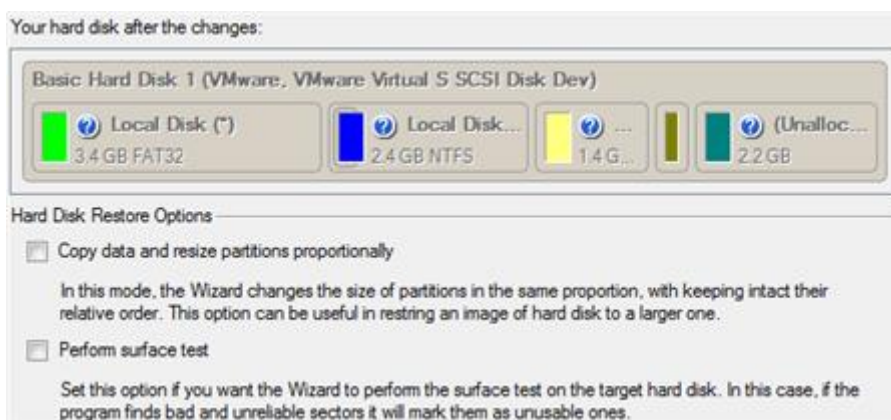 Your hard disk after the changes:
Basic Hard Disk 1 (VMware, VMware Virtual S SCSI Disk Dev)
Local Disk (*)
3.4 GB FAT32
Local Disk...
2.4 GB NTFS
...
1.4 G...
(Unalloc...
2.2 GB
Hard Disk Restore Options
Copy data and resize partitions proportionally
In this mode, the Wizard changes the size of partitions in the same proportion, with keeping intact their
relative order. This option can be useful in restring an image of hard disk to a larger one.
Perform surface test
Set this option if you want the Wizard to perform the surface test on the target hard disk. In this case, if the
program finds bad and unreliable sectors it will mark them as unusable ones.